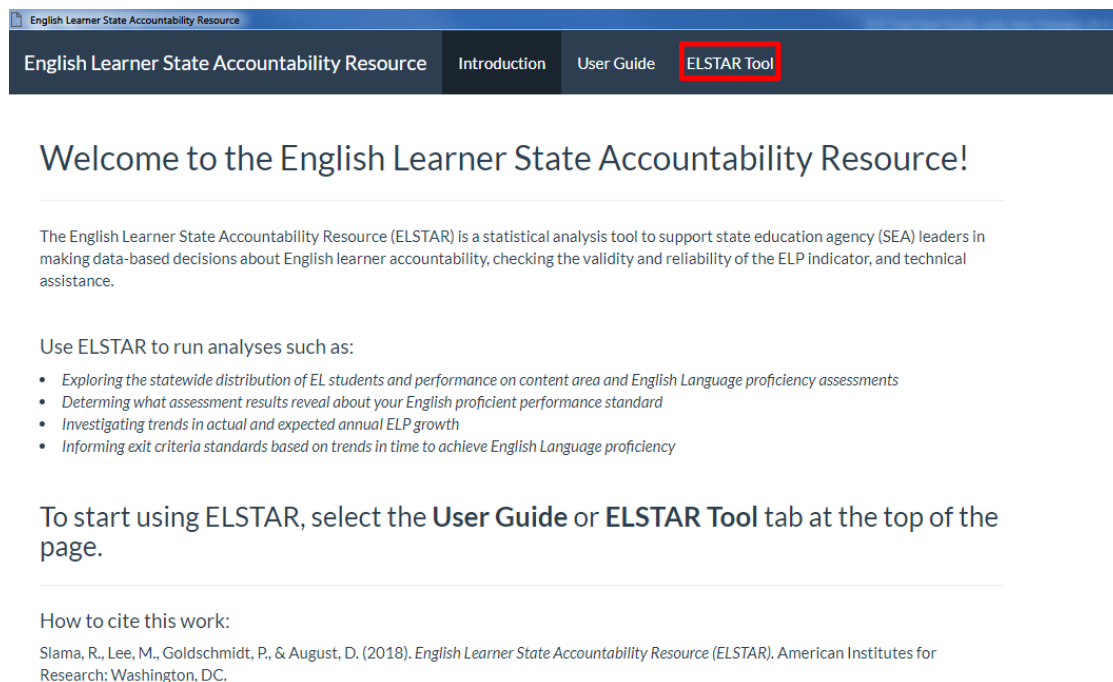 English Learner State Accountability Resource
English Learner State Accountability Resource Introduction User Guide ELSTAR Tool
Welcome to the English Learner State Accountability Resource!
The English Learner State Accountability Resource (ELSTAR) is a statistical analysis tool to support state education agency (SEA) leaders in
making data-based decisions about English learner accountability, checking the validity and reliability of the ELP indicator, and technical
assistance.
Use ELSTAR to run analyses such as:
• Exploring the statewide distribution of EL students and performance on content area and English Language proficiency assessments
• Determing what assessment results reveal about your English proficient performance standard
• Investigating trends in actual and expected annual ELP growth
• Informing exit criteria standards based on trends in time to achieve English Language proficiency
To start using ELSTAR, select the User Guide or ELSTAR Tool tab at the top of the
page.
How to cite this work:
Slama, R., Lee, M., Goldschmidt, P., & August, D. (2018). English Learner State Accountability Resource (ELSTAR). American Institutes for
Research: Washington, DC.